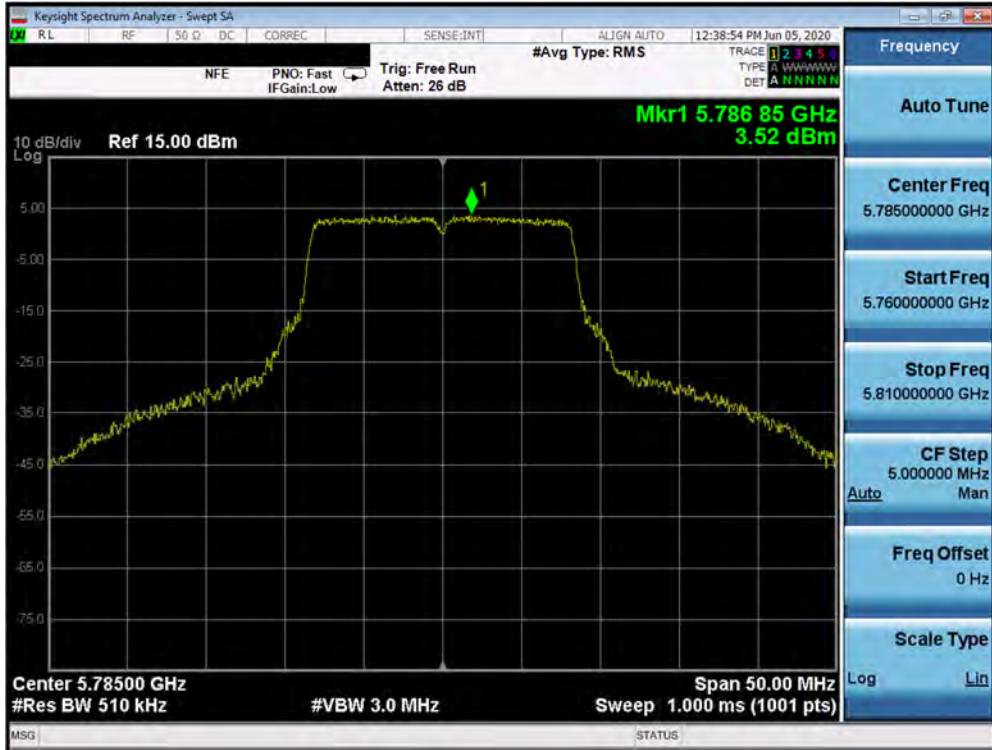 Keysight Spectrum Analyzer - Swept SA
LXI RL RF 50 Ω DC CORREC SENSE:INT ALIGN AUTO 12:38:54 PM Jun 05, 2020
#Avg Type: RMS TRACE 1 2 3 4 5 6
NFE PNO: Fast Trig: Free Run TYPE A WWWWW
IFGain:Low Atten: 26 dB DET A N N N N N
Mkr1 5.786 85 GHz
3.52 dBm
10 dB/div Ref 15.00 dBm
Log
1
5.00
-5.00
-15.0
-25.0
-35.0
-45.0
-55.0
-65.0
-75.0
Center 5.78500 GHz Span 50.00 MHz
#Res BW 510 kHz #VBW 3.0 MHz Sweep 1.000 ms (1001 pts)
MSG STATUS
Frequency
Auto Tune
Center Freq
5.785000000 GHz
Start Freq
5.760000000 GHz
Stop Freq
5.810000000 GHz
CF Step
5.000000 MHz
Auto Man
Freq Offset
0 Hz
Scale Type
Log Lin